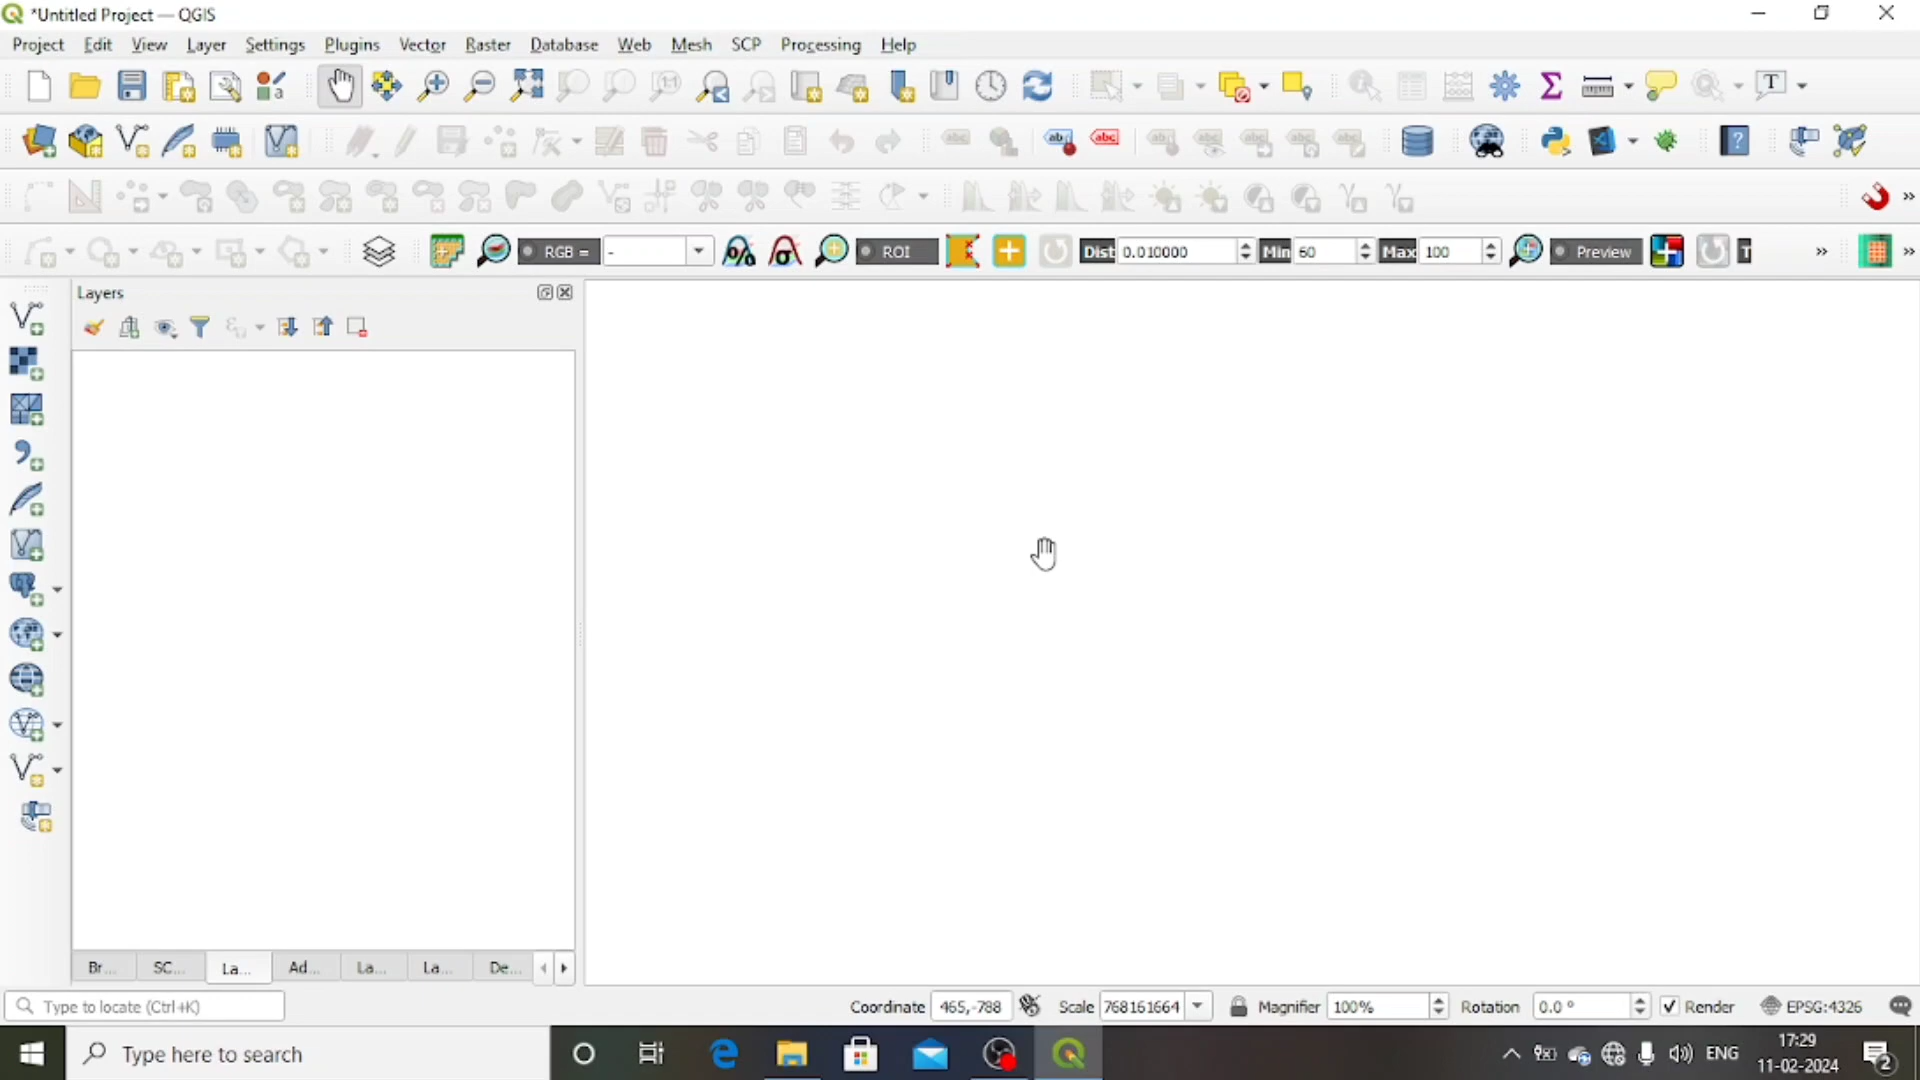 *Untitled Project — QGIS
Project Edit View Layer Settings Plugins Vector Raster Database Web Mesh SCP Processing Help
RGB = - ROI Dist 0.010000 Min 60 Max 100 Preview T
Layers
Br... SC... La... Ad... La... La... De...
Type to locate (Ctrl+K) Coordinate 465,-788 Scale 768161664 Magnifier 100% Rotation 0.0 ° Render EPSG:4326
Type here to search ENG 17:29
11-02-2024 2